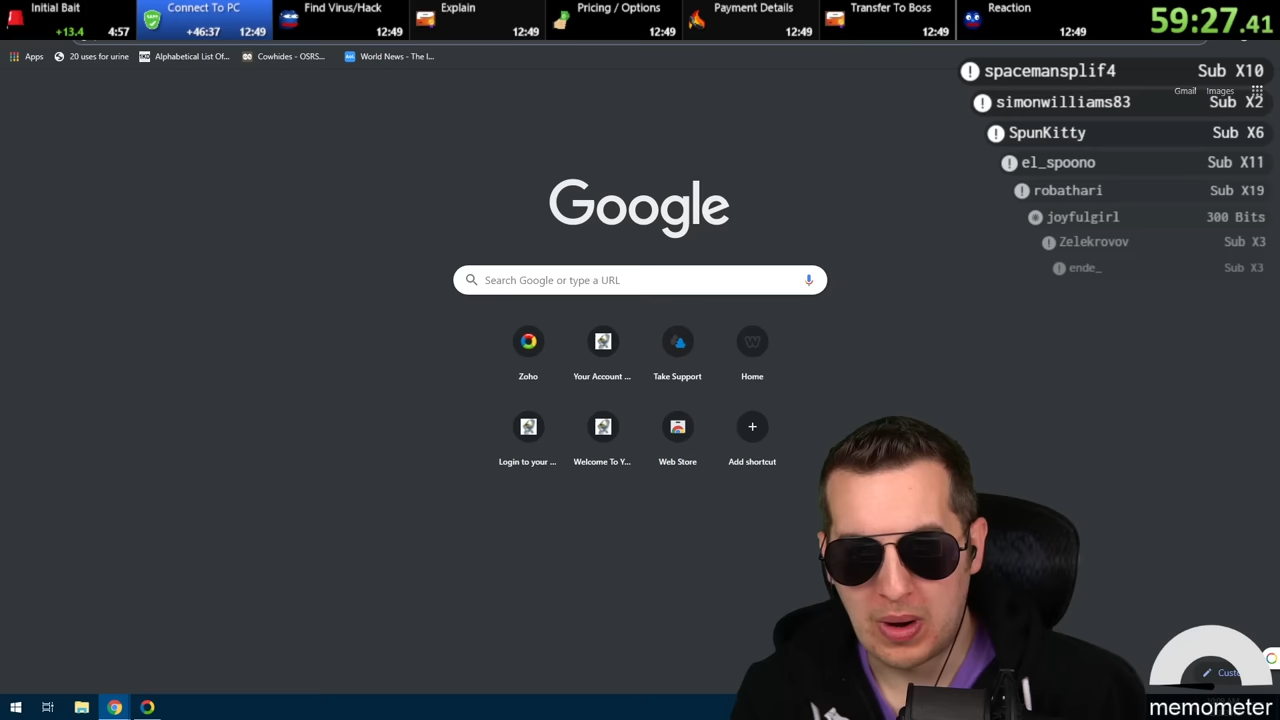 Initial Bait
+13.4 4:57
Connect To PC
+46:37 12:49
Find Virus/Hack
12:49
Explain
12:49
Pricing / Options
12:49
Payment Details
12:49
Transfer To Boss
12:49
Reaction
12:49
59:27.41
Apps
20 uses for urine
Alphabetical List Of...
Cowhides - OSRS...
World News - The I...
spacemansplif4 Sub X10
Gmail Images
simonwilliams83 Sub X2
SpunKitty Sub X6
el_spoono Sub X11
robathari Sub X19
joyfulgirl 300 Bits
Zelekrovov Sub X3
ende_ Sub X3
Google
Search Google or type a URL
Zoho
Your Account ...
Take Support
Home
Login to your ...
Welcome To Y...
Web Store
Add shortcut
memometer